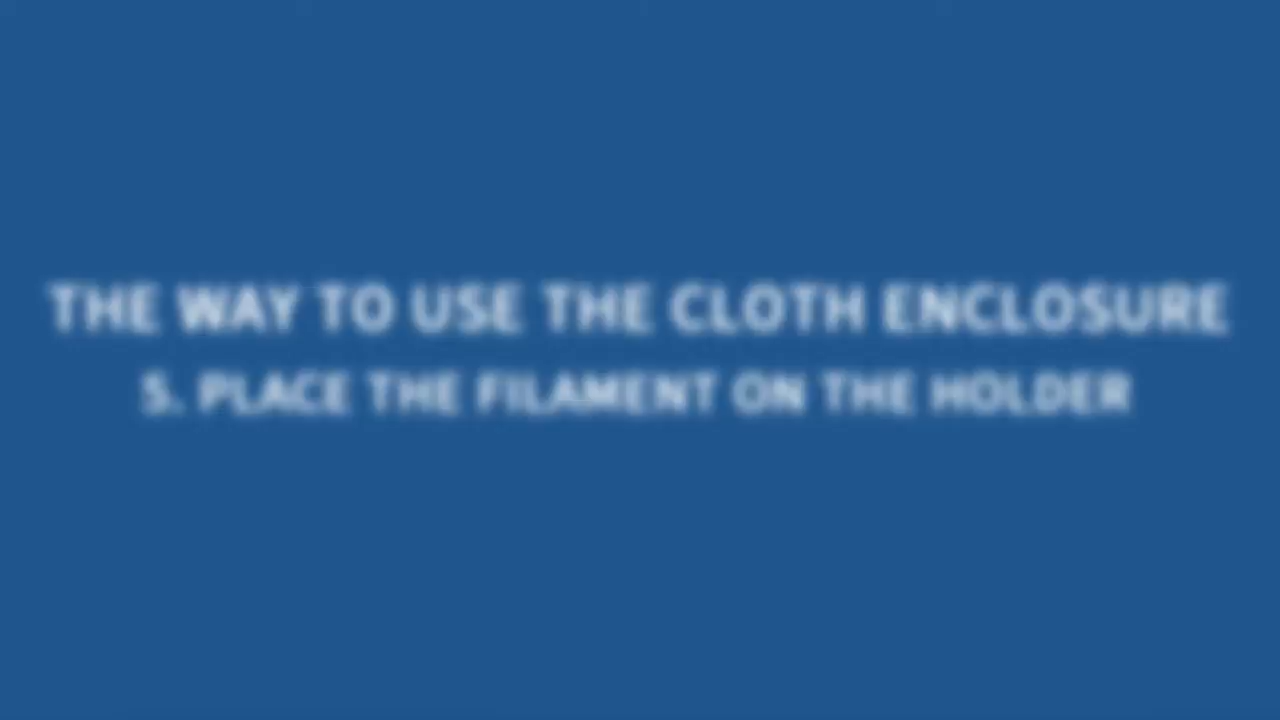 THE WAY TO USE THE CLOTH ENCLOSURE
5. PLACE THE FILAMENT ON THE HOLDER